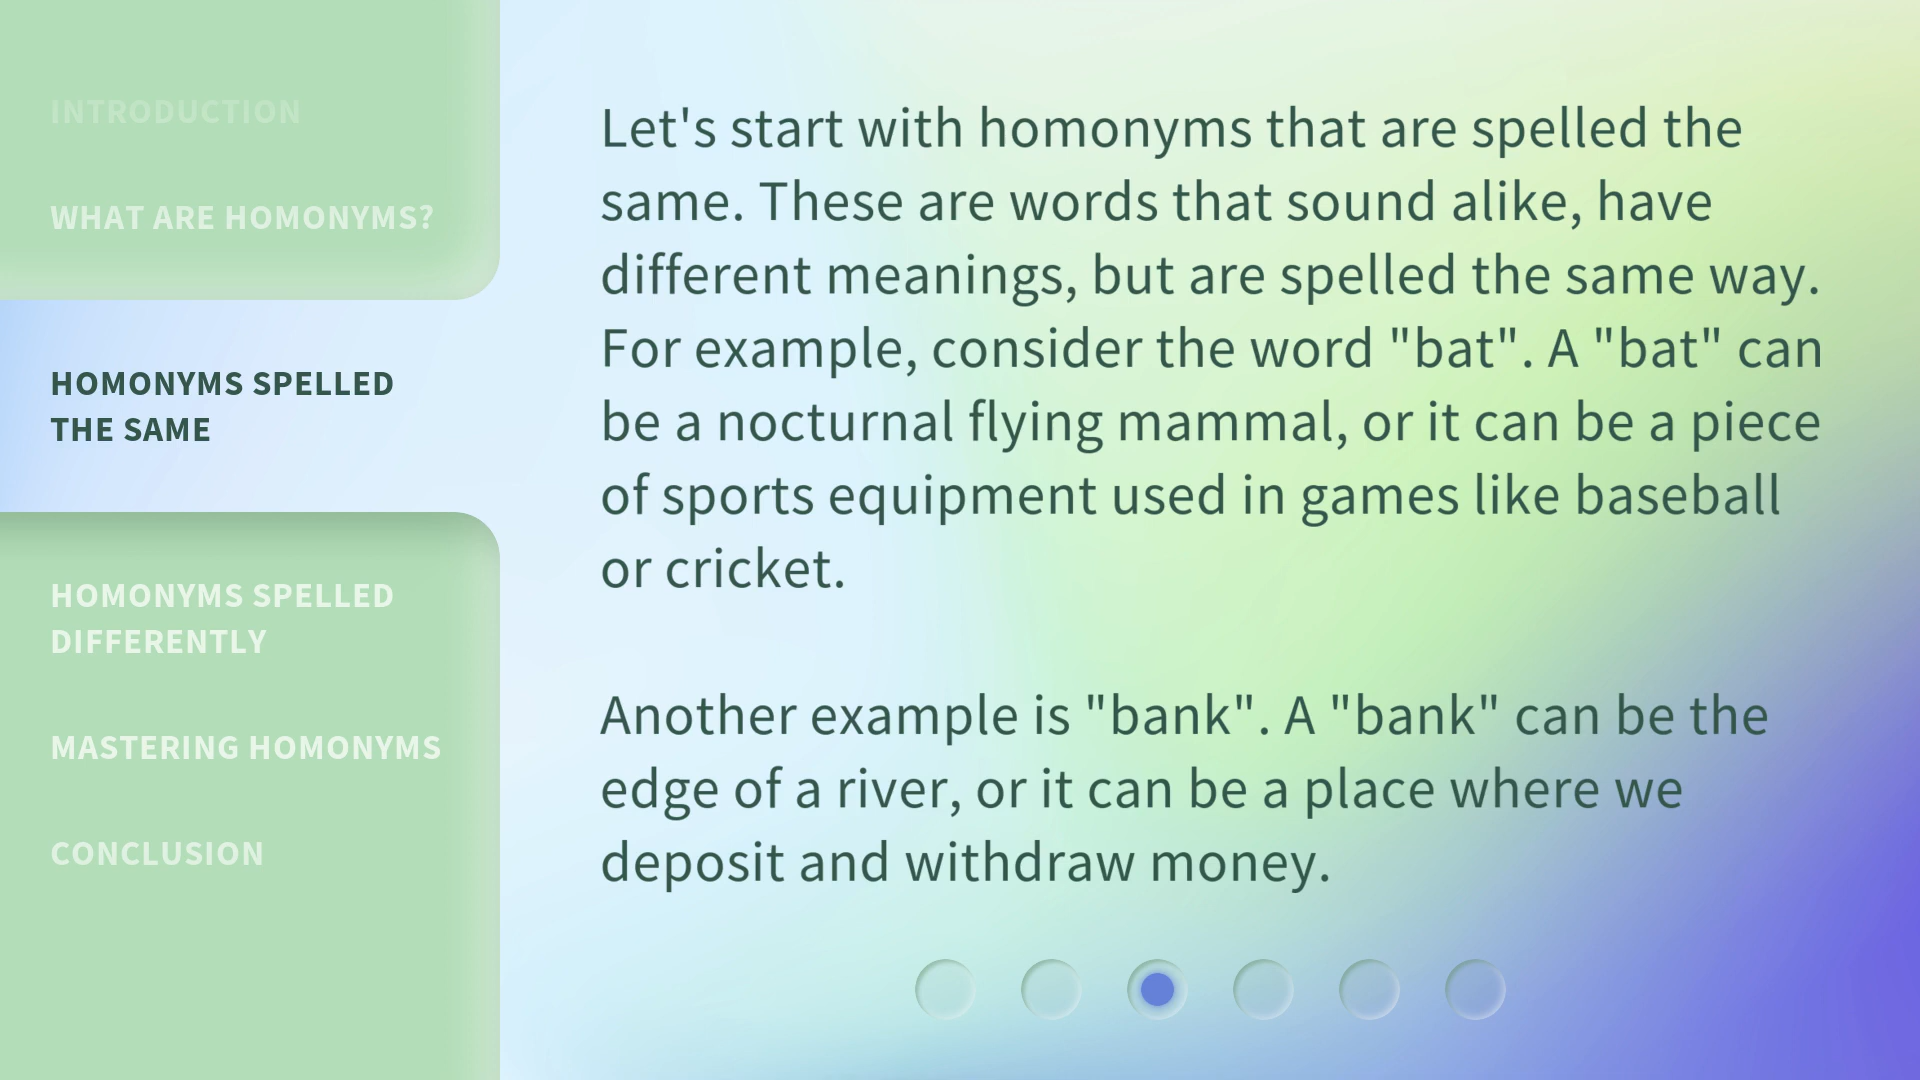 INTRODUCTION
WHAT ARE HOMONYMS?
HOMONYMS SPELLED
THE SAME
HOMONYMS SPELLED
DIFFERENTLY
MASTERING HOMONYMS
CONCLUSION
Let's start with homonyms that are spelled the
same. These are words that sound alike, have
different meanings, but are spelled the same way.
For example, consider the word "bat". A "bat" can
be a nocturnal flying mammal, or it can be a piece
of sports equipment used in games like baseball
or cricket.
Another example is "bank". A "bank" can be the
edge of a river, or it can be a place where we
deposit and withdraw money.